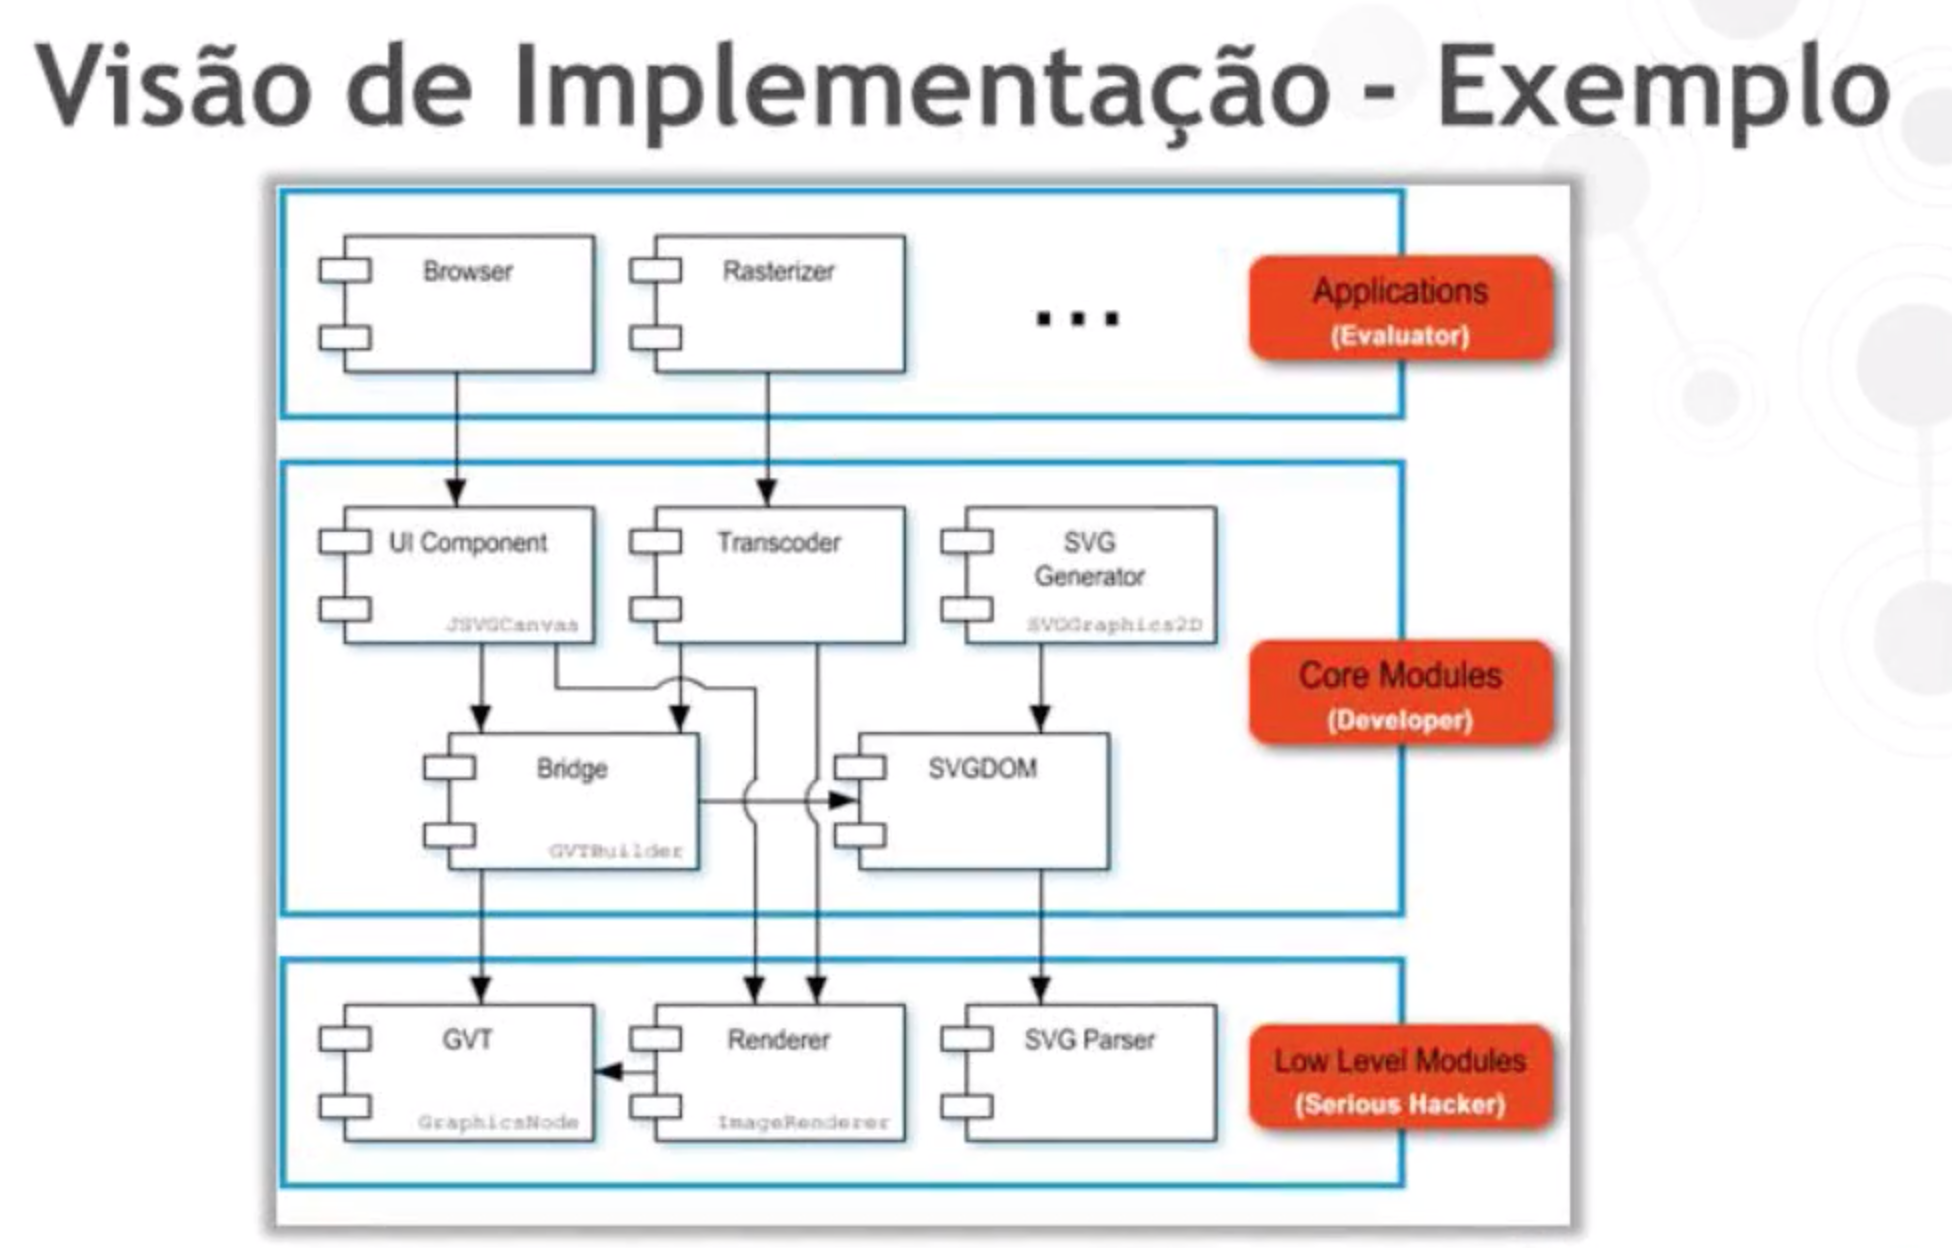 Visão de Implementação - Exemplo
Browser
Rasterizer
...
Applications
(Evaluator)
UI Component
JSVGCanvas
Transcoder
SVG
Generator
SVGGraphics2D
Core Modules
(Developer)
Bridge
GVTBuilder
SVGDOM
GVT
GraphicsNode
Renderer
ImageRenderer
SVG Parser
Low Level Modules
(Serious Hacker)